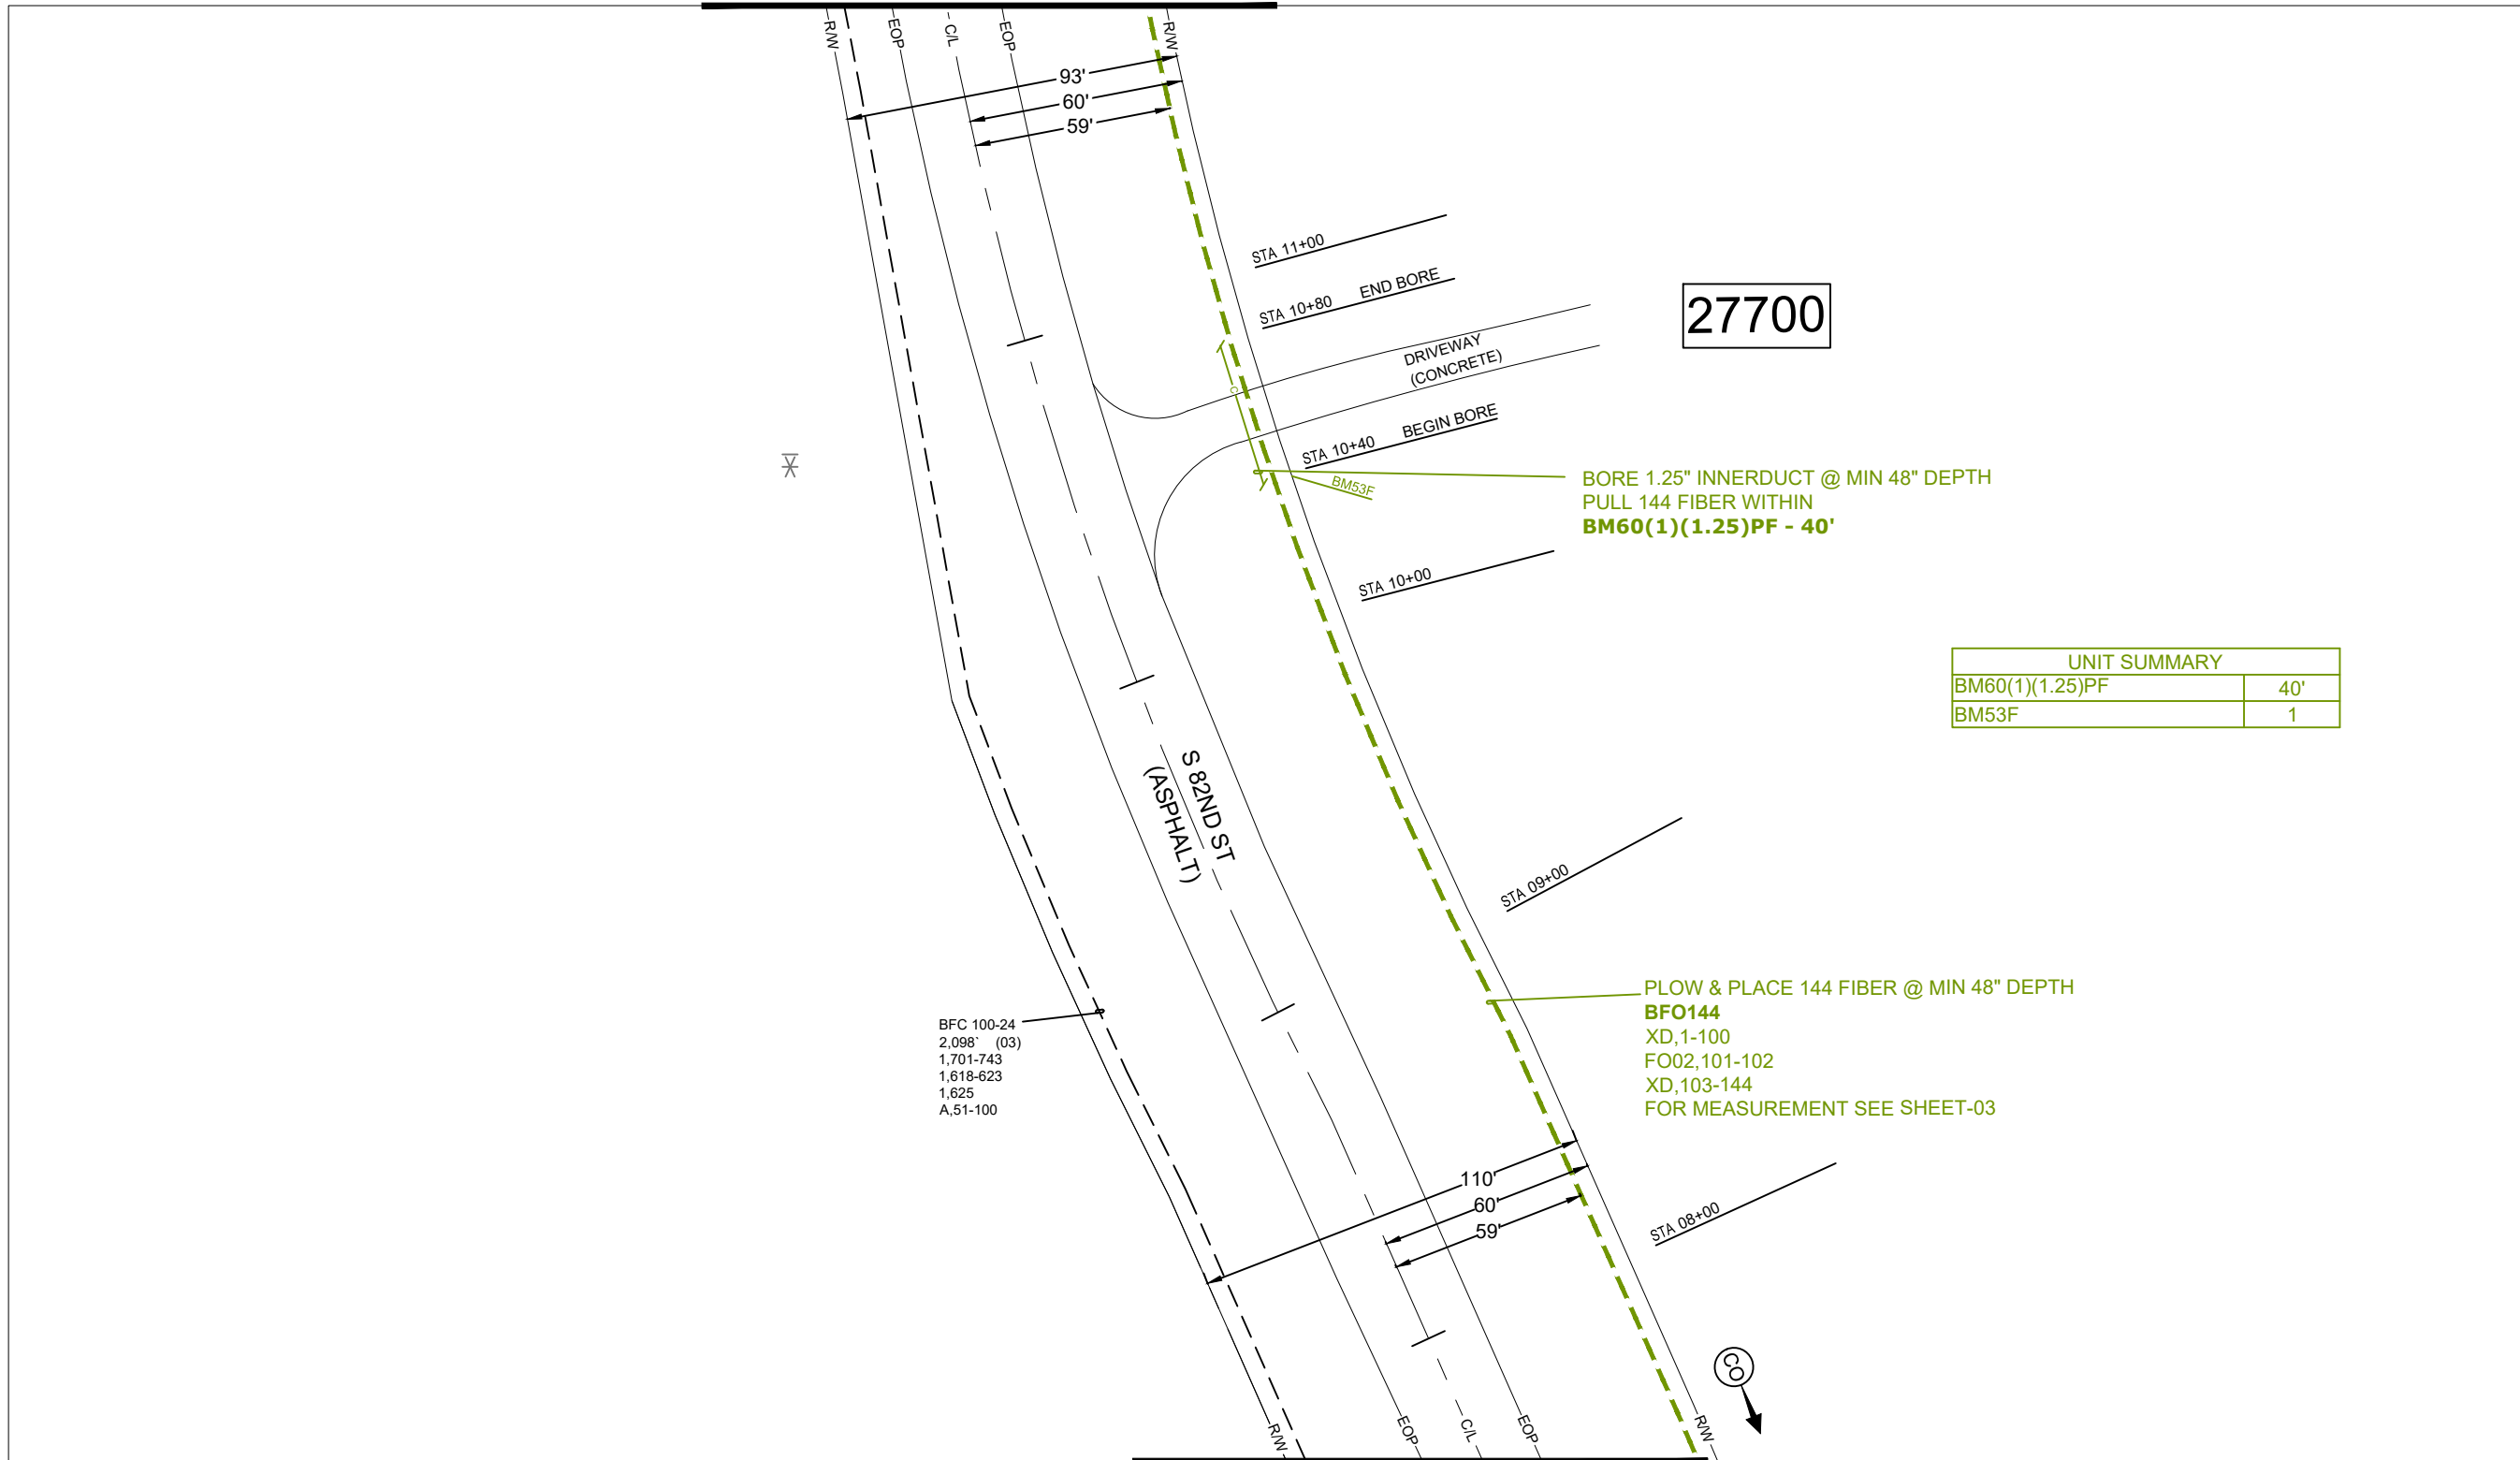 R/W
EOP
C/L
EOP
R/W
93'
60'
59'
STA 11+00
STA 10+80 END BORE
27700
DRIVEWAY
(CONCRETE)
C
STA 10+40 BEGIN BORE
BM53F
BORE 1.25" INNERDUCT @ MIN 48" DEPTH
PULL 144 FIBER WITHIN
BM60(1)(1.25)PF - 40'
STA 10+00
UNIT SUMMARY
BM60(1)(1.25)PF 40'
BM53F 1
S 82ND ST
(ASPHALT)
STA 09+00
PLOW & PLACE 144 FIBER @ MIN 48" DEPTH
BFO144
XD,1-100
FO02,101-102
XD,103-144
FOR MEASUREMENT SEE SHEET-03
BFC 100-24
2,098` (03)
1,701-743
1,618-623
1,625
A,51-100
110'
60'
59'
STA 08+00
CO
R/W
EOP
C/L
EOP
R/W